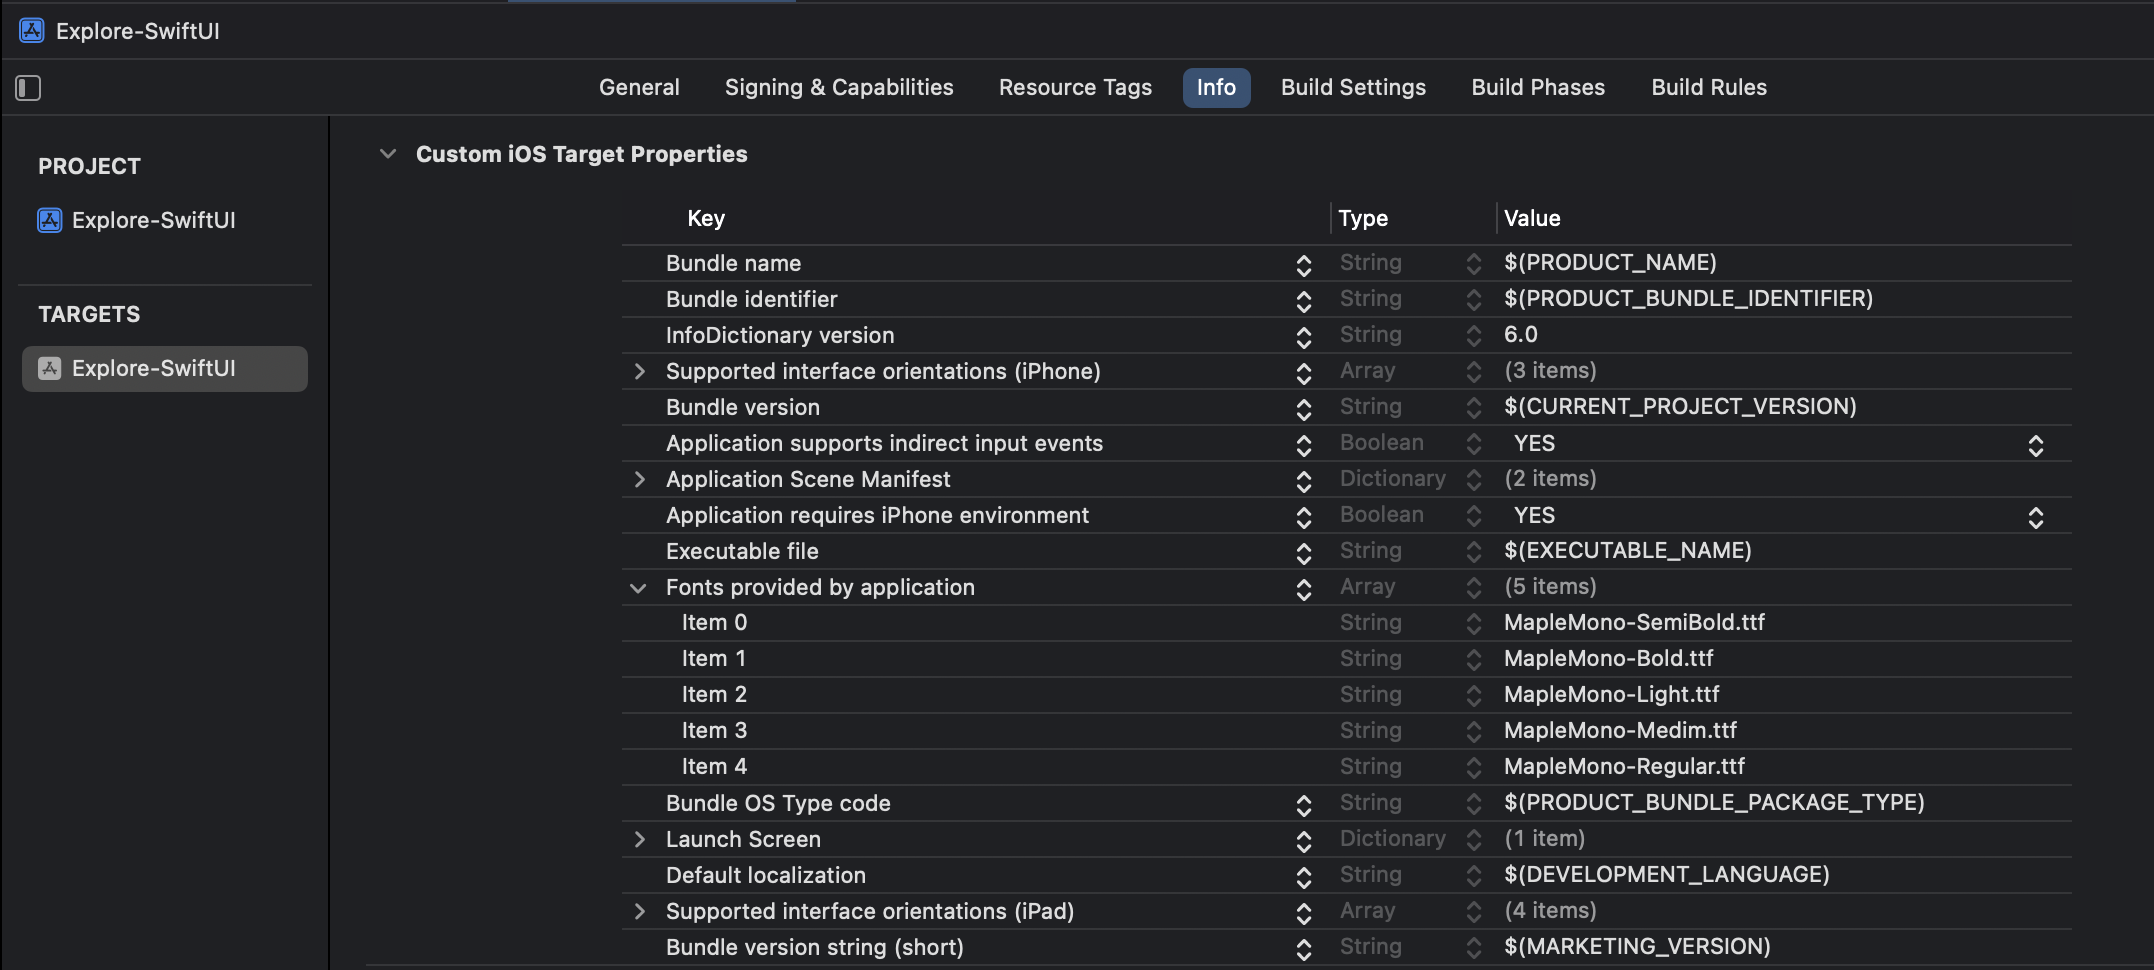 Explore-SwiftUI
General Signing & Capabilities Resource Tags Info Build Settings Build Phases Build Rules
PROJECT
Explore-SwiftUI
TARGETS
Explore-SwiftUI
Custom iOS Target Properties
Key Type Value
Bundle name String $(PRODUCT_NAME)
Bundle identifier String $(PRODUCT_BUNDLE_IDENTIFIER)
InfoDictionary version String 6.0
Supported interface orientations (iPhone) Array (3 items)
Bundle version String $(CURRENT_PROJECT_VERSION)
Application supports indirect input events Boolean YES
Application Scene Manifest Dictionary (2 items)
Application requires iPhone environment Boolean YES
Executable file String $(EXECUTABLE_NAME)
Fonts provided by application Array (5 items)
Item 0 String MapleMono-SemiBold.ttf
Item 1 String MapleMono-Bold.ttf
Item 2 String MapleMono-Light.ttf
Item 3 String MapleMono-Medim.ttf
Item 4 String MapleMono-Regular.ttf
Bundle OS Type code String $(PRODUCT_BUNDLE_PACKAGE_TYPE)
Launch Screen Dictionary (1 item)
Default localization String $(DEVELOPMENT_LANGUAGE)
Supported interface orientations (iPad) Array (4 items)
Bundle version string (short) String $(MARKETING_VERSION)